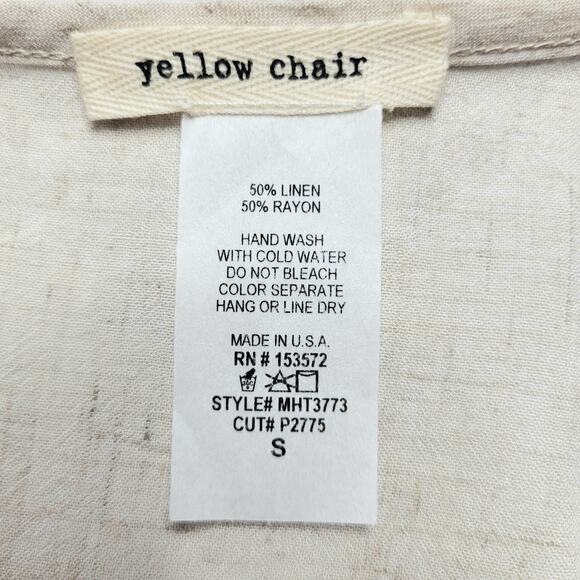 yellow chair
50% LINEN
50% RAYON
HAND WASH
WITH COLD WATER
DO NOT BLEACH
COLOR SEPARATE
HANG OR LINE DRY
MADE IN U.S.A.
RN # 153572
STYLE# MHT3773
CUT# P2775
S